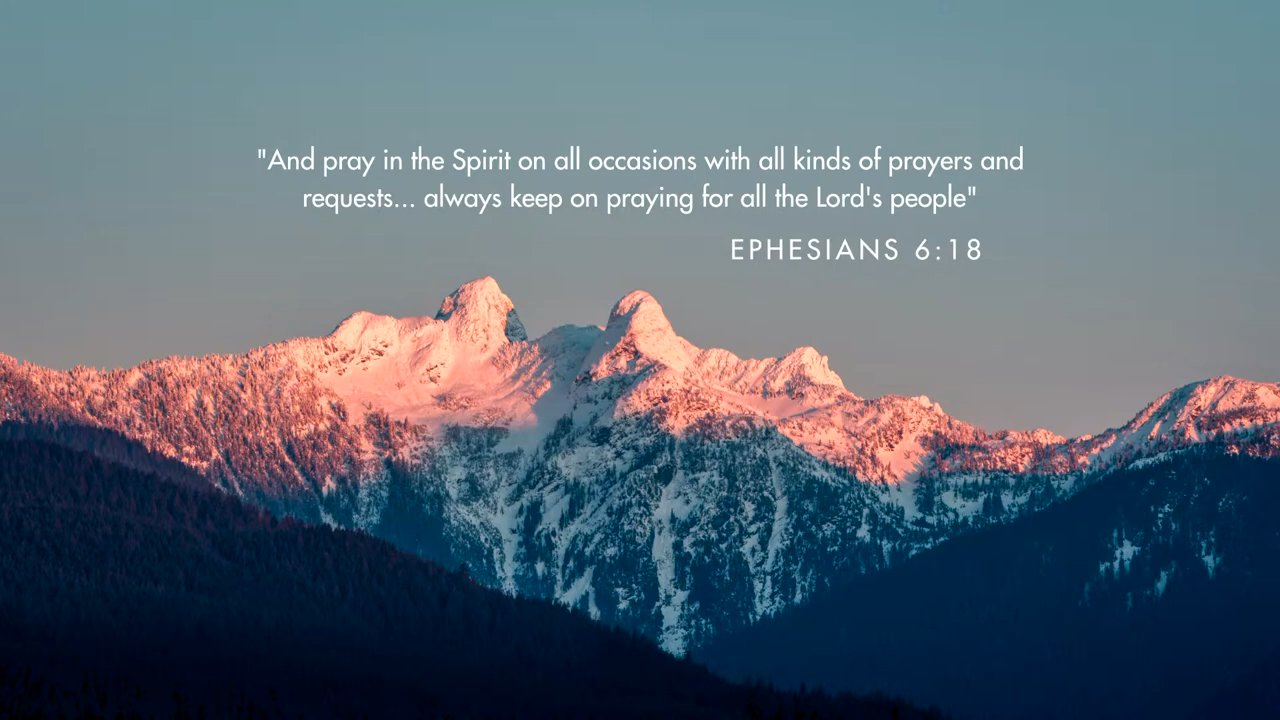 "And pray in the Spirit on all occasions with all kinds of prayers and
requests... always keep on praying for all the Lord's people"
EPHESIANS 6:18